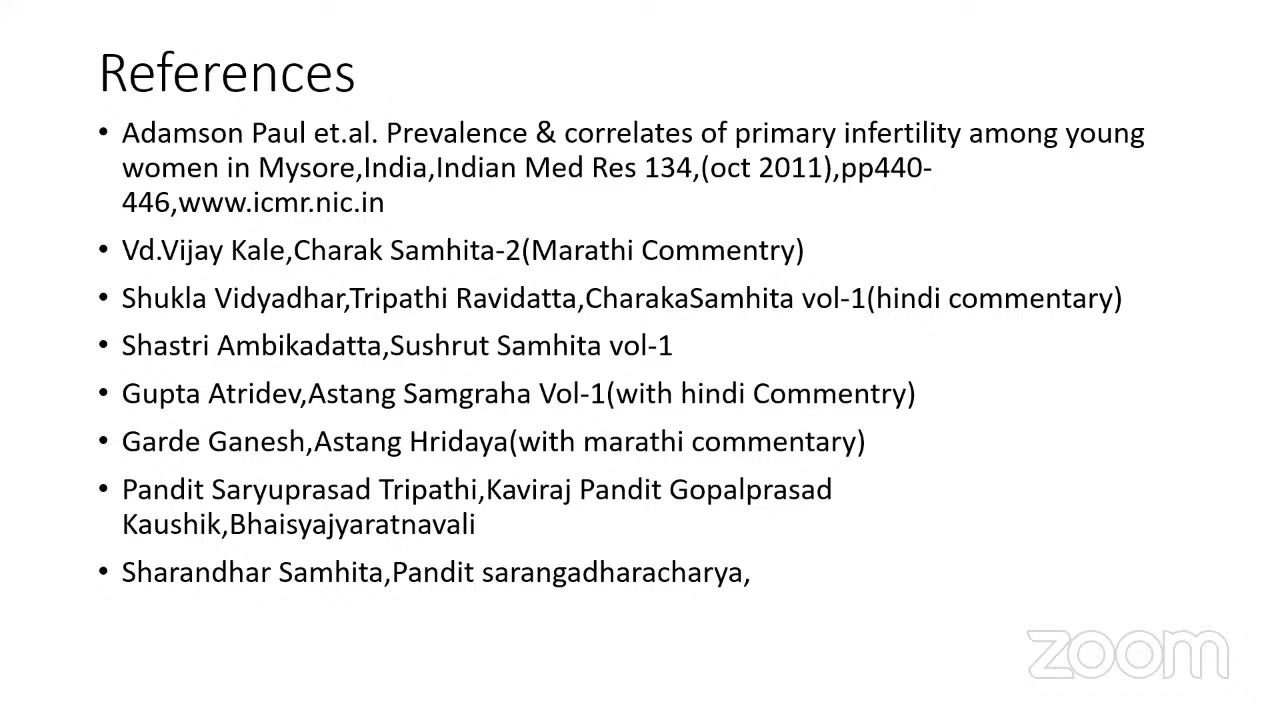 References
• Adamson Paul et.al. Prevalence & correlates of primary infertility among young
women in Mysore,India,Indian Med Res 134,(oct 2011),pp440-
446,www.icmr.nic.in
• Vd.Vijay Kale,Charak Samhita-2(Marathi Commentry)
• Shukla Vidyadhar,Tripathi Ravidatta,CharakaSamhita vol-1(hindi commentary)
• Shastri Ambikadatta,Sushrut Samhita vol-1
• Gupta Atridev,Astang Samgraha Vol-1(with hindi Commentry)
• Garde Ganesh,Astang Hridaya(with marathi commentary)
• Pandit Saryuprasad Tripathi,Kaviraj Pandit Gopalprasad
Kaushik,Bhaisyajyaratnavali
• Sharandhar Samhita,Pandit sarangadharacharya,
zoom